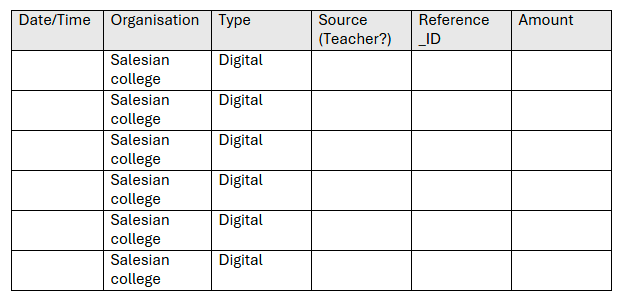 Date/Time Organisation Type Source Reference Amount
(Teacher?) _ID
Salesian Digital
college
Salesian Digital
college
Salesian Digital
college
Salesian Digital
college
Salesian Digital
college
Salesian Digital
college